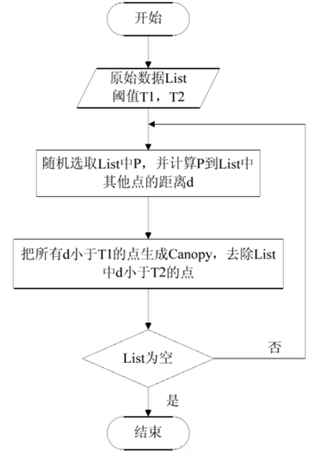 开始
原始数据List
阈值T1，T2
随机选取List中P，并计算P到List中
其他点的距离d
把所有d小于T1的点生成Canopy，去除List
中d小于T2的点
List为空
否
是
结束